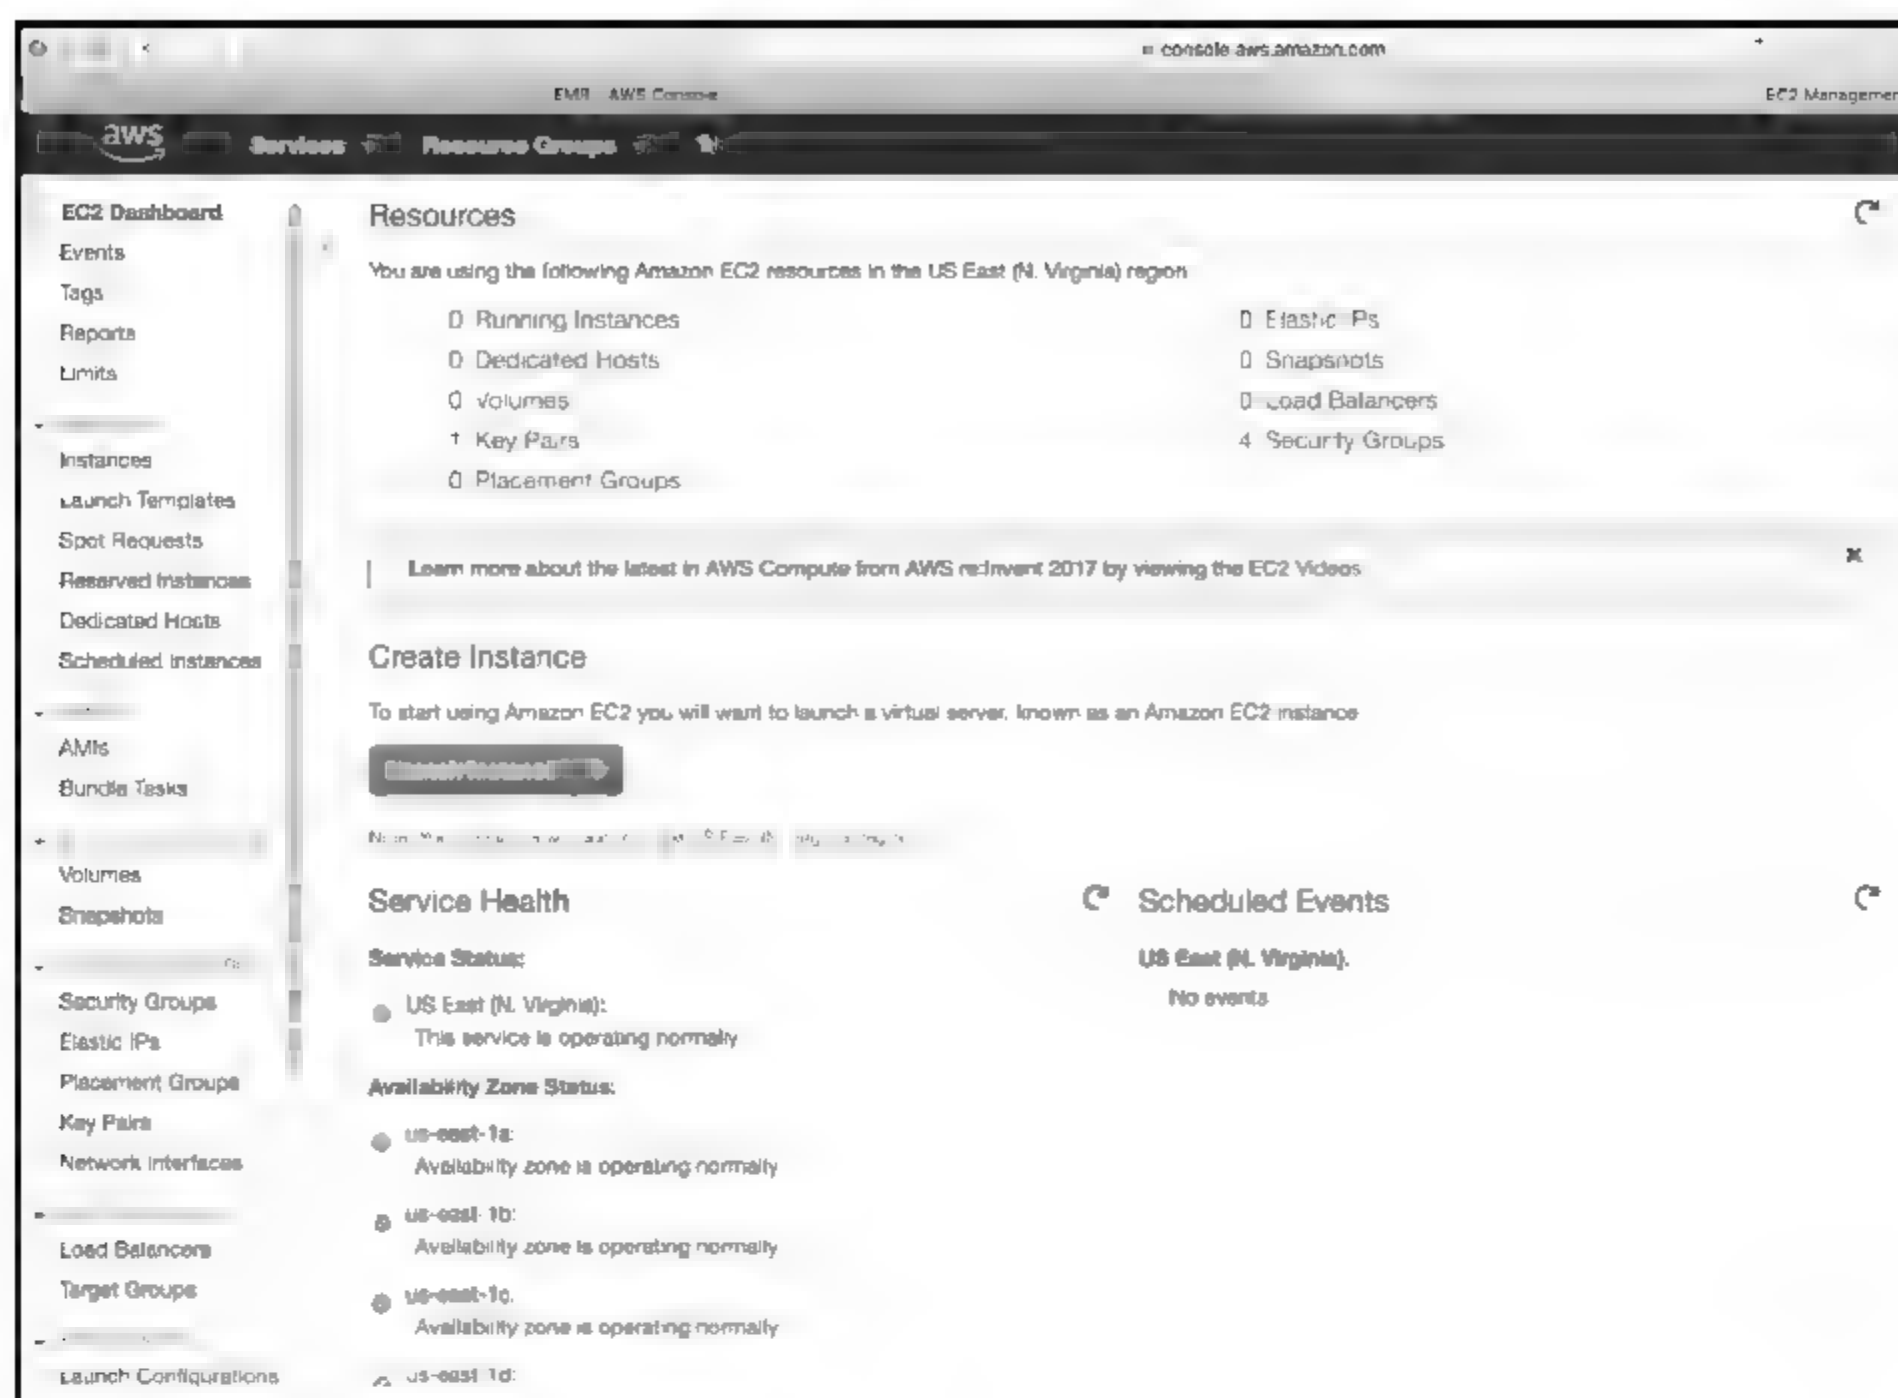 console.aws.amazon.com
EMR AWS Console
EC2 Managemen
aws Services Resource Groups
EC2 Dashboard
Events
Tags
Reports
Limits
Instances
Launch Templates
Spot Requests
Reserved Instances
Dedicated Hosts
Scheduled Instances
AMIs
Bundle Tasks
Volumes
Snapshots
Security Groups
Elastic IPs
Placement Groups
Key Pairs
Network Interfaces
Load Balancers
Target Groups
Launch Configurations
Resources
You are using the following Amazon EC2 resources in the US East (N. Virginia) region
0 Running Instances
0 Dedicated Hosts
0 Volumes
1 Key Pairs
0 Placement Groups
0 Elastic IPs
0 Snapshots
0 Load Balancers
4 Security Groups
Learn more about the latest in AWS Compute from AWS re:Invent 2017 by viewing the EC2 Videos
Create Instance
To start using Amazon EC2 you will want to launch a virtual server, known as an Amazon EC2 instance
Service Health
Service Status:
US East (N. Virginia):
This service is operating normally
Availability Zone Status:
us-east-1a:
Availability zone is operating normally
us-east-1b:
Availability zone is operating normally
us-east-1c:
Availability zone is operating normally
us-east-1d:
Scheduled Events
US East (N. Virginia):
No events